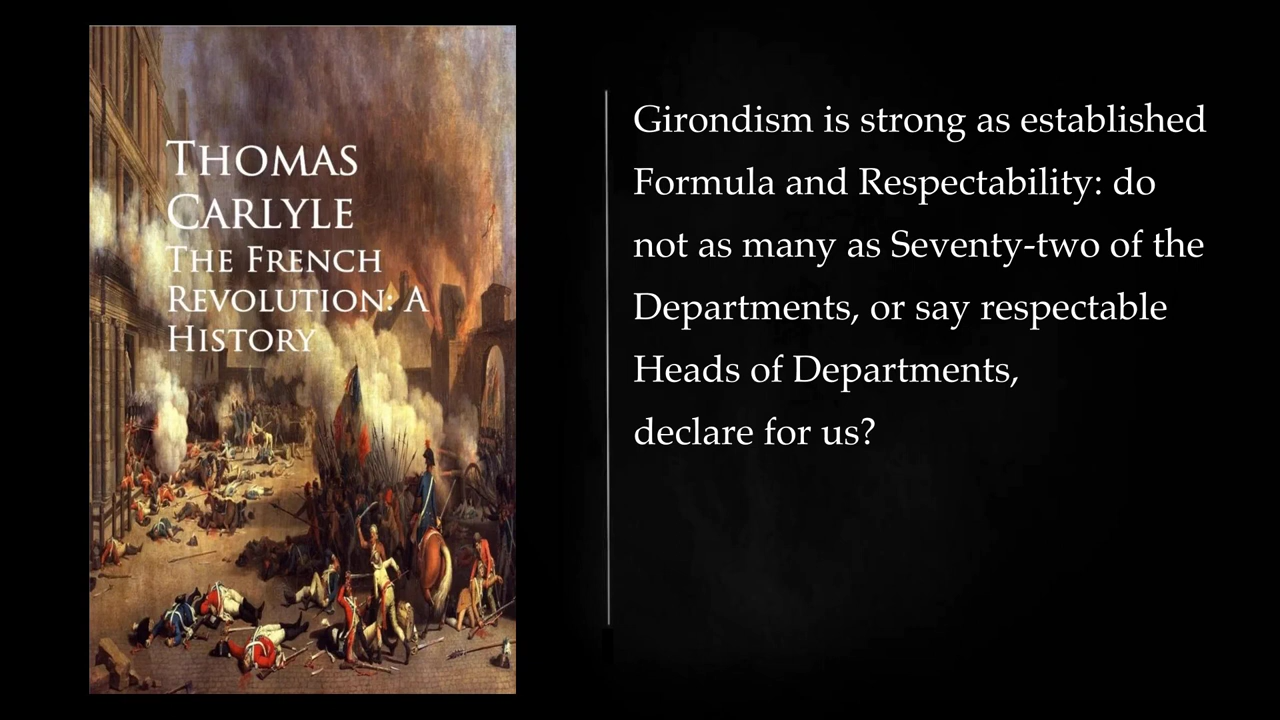 THOMAS
CARLYLE
THE FRENCH
REVOLUTION: A
HISTORY
Girondism is strong as established
Formula and Respectability: do
not as many as Seventy-two of the
Departments, or say respectable
Heads of Departments,
declare for us?